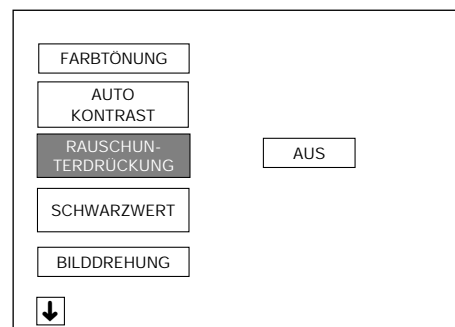 FARBTÖNUNG
AUTO
KONTRAST
RAUSCHUN-
TERDRÜCKUNG
AUS
SCHWARZWERT
BILDDREHUNG